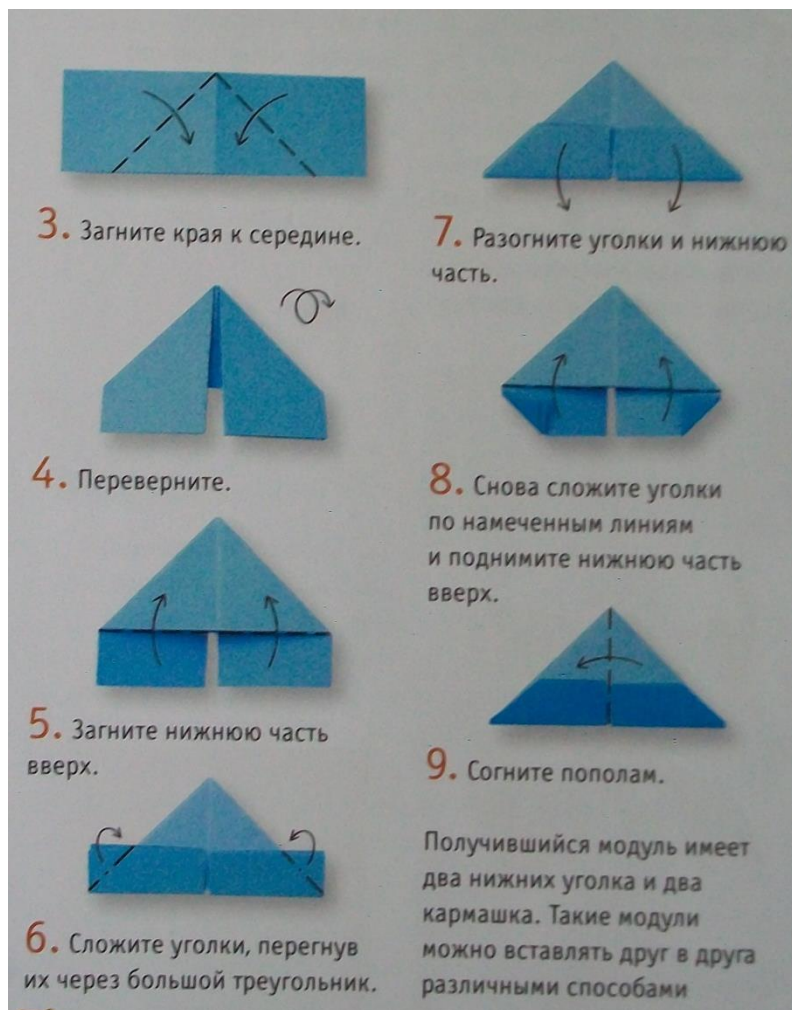 3. Загните края к середине.
4. Переверните.
5. Загните нижнюю часть
вверх.
6. Сложите уголки, перегнув
их через большой треугольник.
7. Разогните уголки и нижнюю
часть.
8. Снова сложите уголки
по намеченным линиям
и поднимите нижнюю часть
вверх.
9. Согните пополам.
Получившийся модуль имеет
два нижних уголка и два
кармашка. Такие модули
можно вставлять друг в друга
различными способами